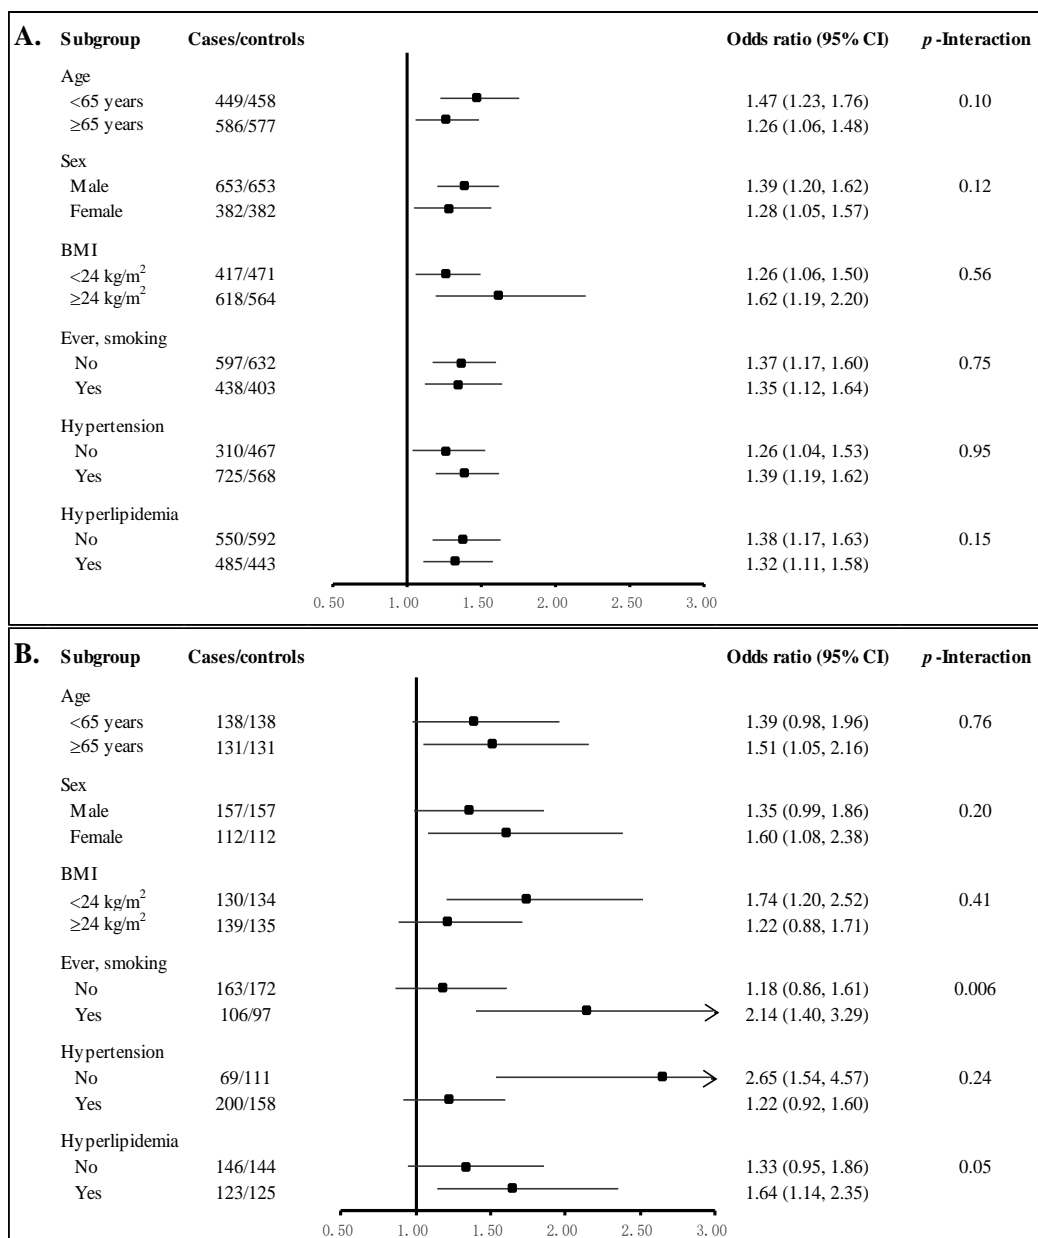 A. Subgroup Cases/controls Odds ratio (95% CI) p -Interaction
Age
<65 years 449/458 1.47 (1.23, 1.76) 0.10
≥65 years 586/577 1.26 (1.06, 1.48)
Sex
Male 653/653 1.39 (1.20, 1.62) 0.12
Female 382/382 1.28 (1.05, 1.57)
BMI
<24 kg/m² 417/471 1.26 (1.06, 1.50) 0.56
≥24 kg/m² 618/564 1.62 (1.19, 2.20)
Ever, smoking
No 597/632 1.37 (1.17, 1.60) 0.75
Yes 438/403 1.35 (1.12, 1.64)
Hypertension
No 310/467 1.26 (1.04, 1.53) 0.95
Yes 725/568 1.39 (1.19, 1.62)
Hyperlipidemia
No 550/592 1.38 (1.17, 1.63) 0.15
Yes 485/443 1.32 (1.11, 1.58)
0.50 1.00 1.50 2.00 2.50 3.00
B. Subgroup Cases/controls Odds ratio (95% CI) p -Interaction
Age
<65 years 138/138 1.39 (0.98, 1.96) 0.76
≥65 years 131/131 1.51 (1.05, 2.16)
Sex
Male 157/157 1.35 (0.99, 1.86) 0.20
Female 112/112 1.60 (1.08, 2.38)
BMI
<24 kg/m² 130/134 1.74 (1.20, 2.52) 0.41
≥24 kg/m² 139/135 1.22 (0.88, 1.71)
Ever, smoking
No 163/172 1.18 (0.86, 1.61) 0.006
Yes 106/97 2.14 (1.40, 3.29)
Hypertension
No 69/111 2.65 (1.54, 4.57) 0.24
Yes 200/158 1.22 (0.92, 1.60)
Hyperlipidemia
No 146/144 1.33 (0.95, 1.86) 0.05
Yes 123/125 1.64 (1.14, 2.35)
0.50 1.00 1.50 2.00 2.50 3.00